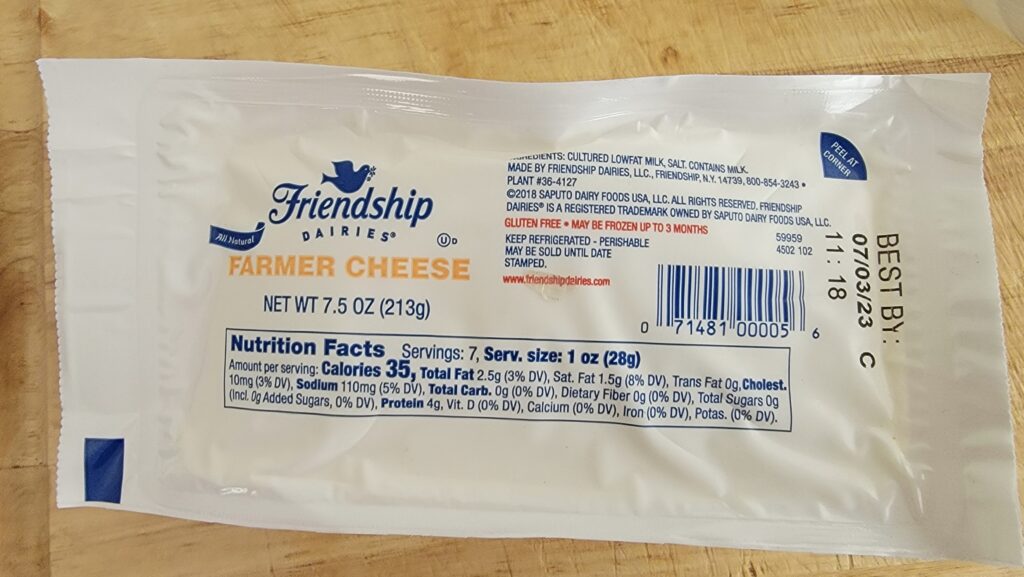 Friendship
DAIRIES®
All Natural
UD
FARMER CHEESE
NET WT 7.5 OZ (213g)
INGREDIENTS: CULTURED LOWFAT MILK, SALT. CONTAINS MILK.
MADE BY FRIENDSHIP DAIRIES, LLC., FRIENDSHIP, N.Y. 14739, 800-854-3243 •
PLANT #36-4127
©2018 SAPUTO DAIRY FOODS USA, LLC. ALL RIGHTS RESERVED. FRIENDSHIP
DAIRIES® IS A REGISTERED TRADEMARK OWNED BY SAPUTO DAIRY FOODS USA, LLC.
GLUTEN FREE • MAY BE FROZEN UP TO 3 MONTHS
KEEP REFRIGERATED - PERISHABLE
MAY BE SOLD UNTIL DATE
STAMPED.
www.friendshipdairies.com
59959
4502 102
0 71481 00005 6
PEEL AT
CORNER
BEST BY:
07/03/23 C
11:18
Nutrition Facts Servings: 7, Serv. size: 1 oz (28g)
Amount per serving: Calories 35, Total Fat 2.5g (3% DV), Sat. Fat 1.5g (8% DV), Trans Fat 0g, Cholest.
10mg (3% DV), Sodium 110mg (5% DV), Total Carb. 0g (0% DV), Dietary Fiber 0g (0% DV), Total Sugars 0g
(Incl. 0g Added Sugars, 0% DV), Protein 4g, Vit. D (0% DV), Calcium (0% DV), Iron (0% DV), Potas. (0% DV).